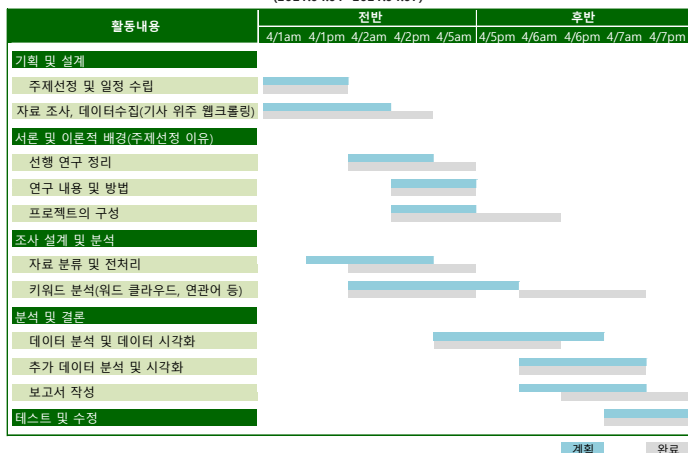 활동내용
전반
후반
4/1am 4/1pm 4/2am 4/2pm 4/5am 4/5pm 4/6am 4/6pm 4/7am 4/7pm
기획 및 설계
주제선정 및 일정 수립
자료 조사, 데이터수집(기사 위주 웹크롤링)
서론 및 이론적 배경(주제선정 이유)
선행 연구 정리
연구 내용 및 방법
프로젝트의 구성
조사 설계 및 분석
자료 분류 및 전처리
키워드 분석(워드 클라우드, 연관어 등)
분석 및 결론
데이터 분석 및 데이터 시각화
추가 데이터 분석 및 시각화
보고서 작성
테스트 및 수정
계획
완료